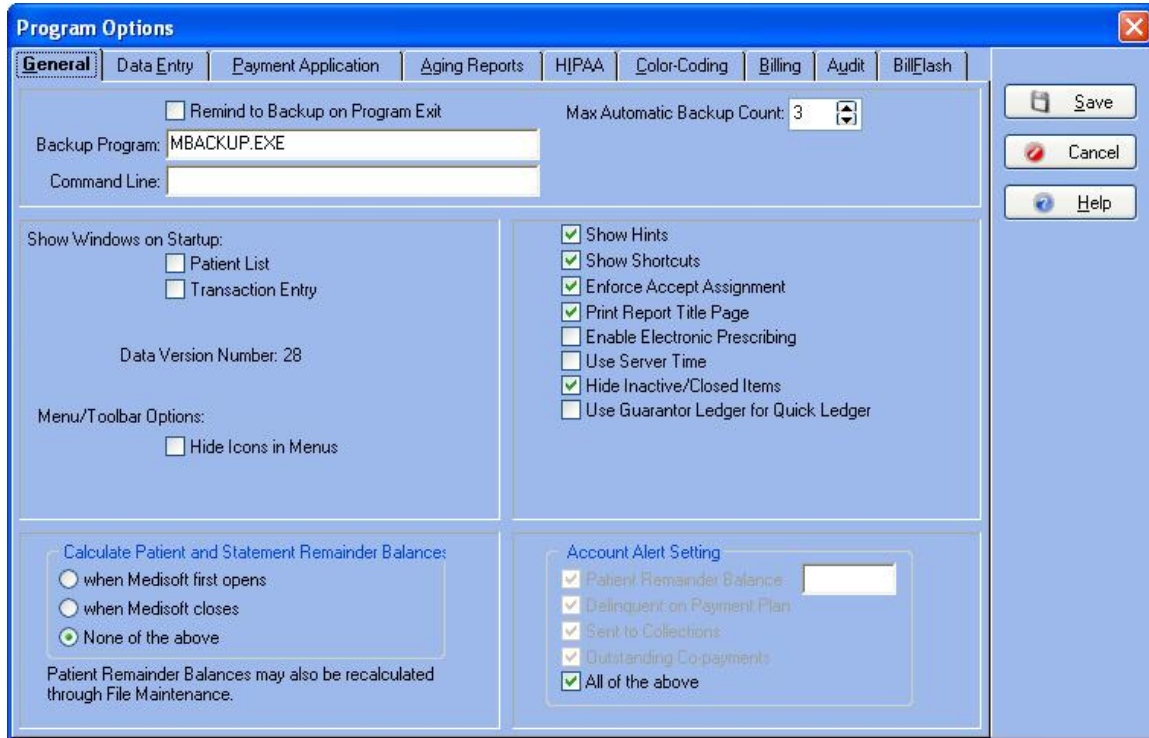 Program Options
General
Data Entry
Payment Application
Aging Reports
HIPAA
Color-Coding
Billing
Audit
BillFlash
Remind to Backup on Program Exit
Max Automatic Backup Count: 3
Backup Program: MBACKUP.EXE
Command Line:
Save
Cancel
Help
Show Windows on Startup:
Patient List
Transaction Entry
Data Version Number: 28
Menu/Toolbar Options:
Hide Icons in Menus
Show Hints
Show Shortcuts
Enforce Accept Assignment
Print Report Title Page
Enable Electronic Prescribing
Use Server Time
Hide Inactive/Closed Items
Use Guarantor Ledger for Quick Ledger
Calculate Patient and Statement Remainder Balances
when Medisoft first opens
when Medisoft closes
None of the above
Patient Remainder Balances may also be recalculated
through File Maintenance.
Account Alert Setting
Patient Remainder Balance
Delinquent on Payment Plan
Sent to Collections
Outstanding Co-payments
All of the above